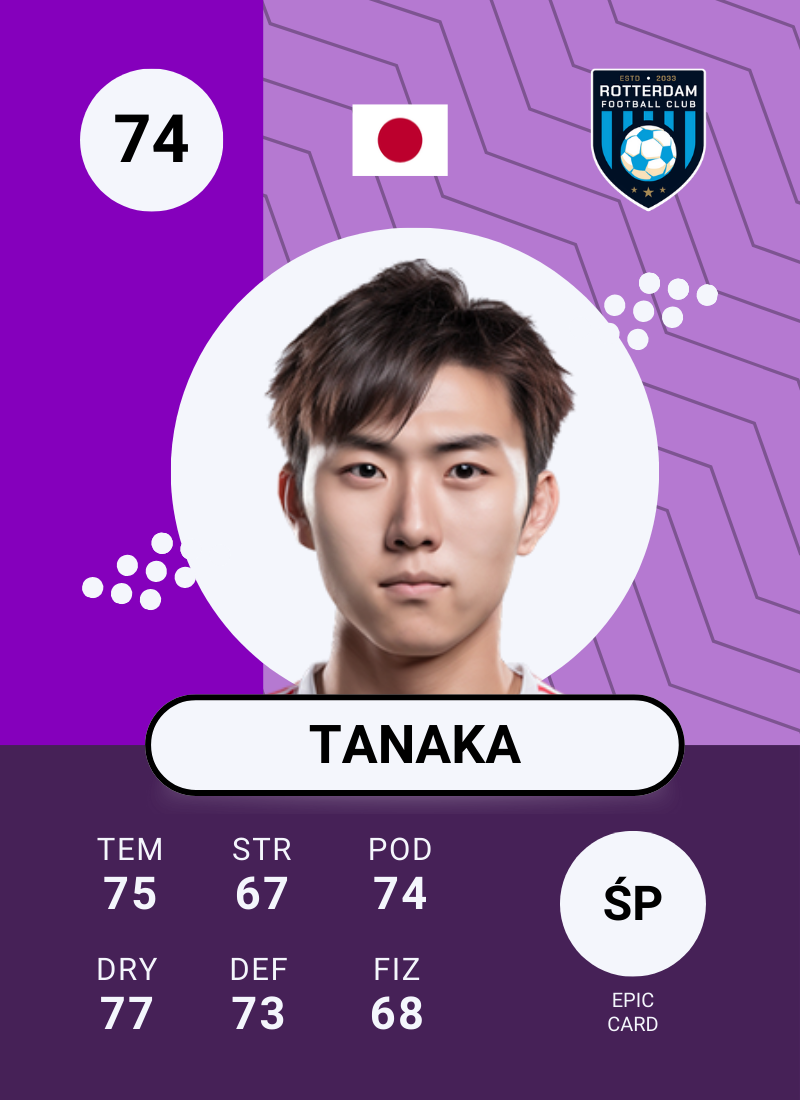 74
ESTD • 2033
ROTTERDAM
FOOTBALL CLUB
TANAKA
TEM STR POD
75 67 74
DRY DEF FIZ
77 73 68
ŚP
EPIC
CARD